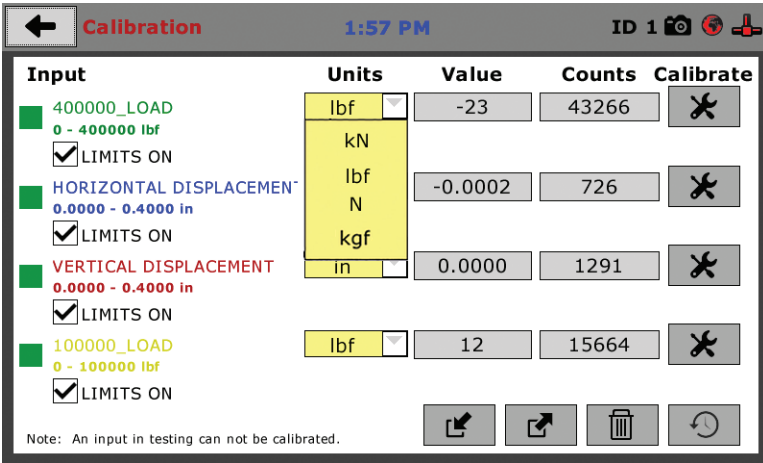 Calibration 1:57 PM ID 1
Input Units Value Counts Calibrate
400000_LOAD lbf -23 43266
0 - 400000 lbf
LIMITS ON
kN
lbf
N
kgf
HORIZONTAL DISPLACEMEN -0.0002 726
0.0000 - 0.4000 in
LIMITS ON
VERTICAL DISPLACEMENT in 0.0000 1291
0.0000 - 0.4000 in
LIMITS ON
100000_LOAD lbf 12 15664
0 - 100000 lbf
LIMITS ON
Note: An input in testing can not be calibrated.